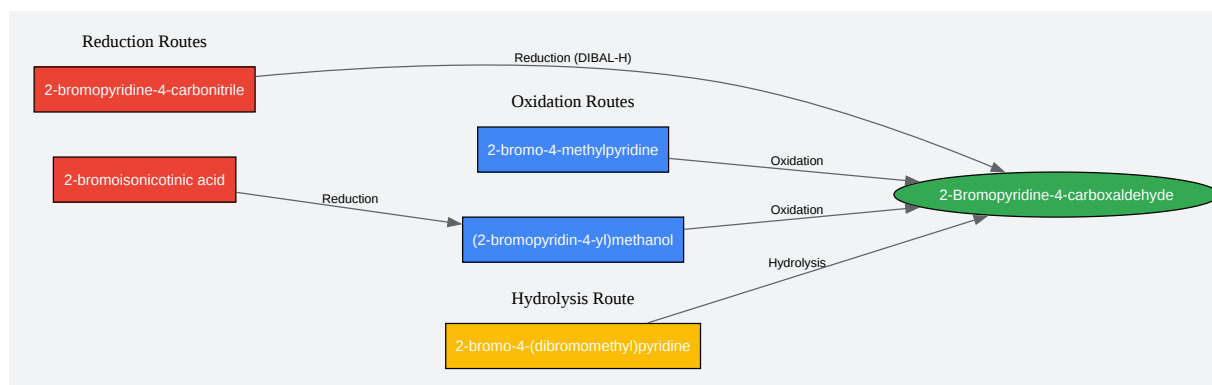 Reduction Routes
2-bromopyridine-4-carbonitrile
Reduction (DIBAL-H)
Oxidation Routes
2-bromo-4-methylpyridine
Oxidation
2-bromoisonicotinic acid
Reduction
2-Bromopyridine-4-carboxaldehyde
(2-bromopyridin-4-yl)methanol
Oxidation
Hydrolysis
Hydrolysis Route
2-bromo-4-(dibromomethyl)pyridine